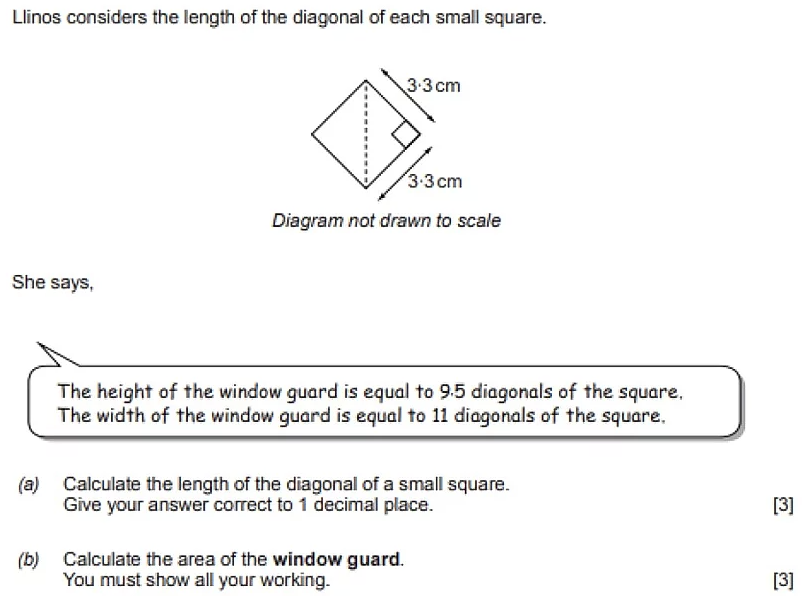 Llinos considers the length of the diagonal of each small square.
3·3 cm
3·3 cm
Diagram not drawn to scale
She says,
The height of the window guard is equal to 9·5 diagonals of the square.
The width of the window guard is equal to 11 diagonals of the square.
(a) Calculate the length of the diagonal of a small square.
Give your answer correct to 1 decimal place. [3]
(b) Calculate the area of the window guard.
You must show all your working. [3]